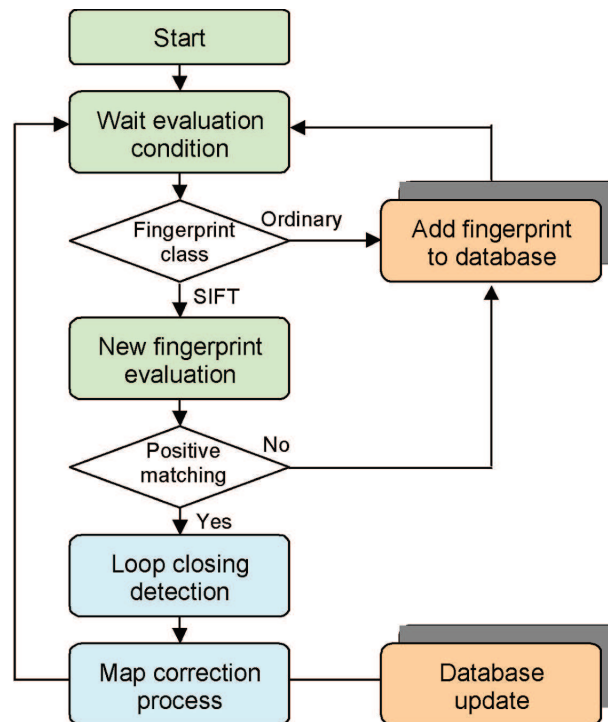 Start
Wait evaluation
condition
Fingerprint
class
Ordinary
Add fingerprint
to database
SIFT
New fingerprint
evaluation
Positive
matching
No
Yes
Loop closing
detection
Map correction
process
Database
update